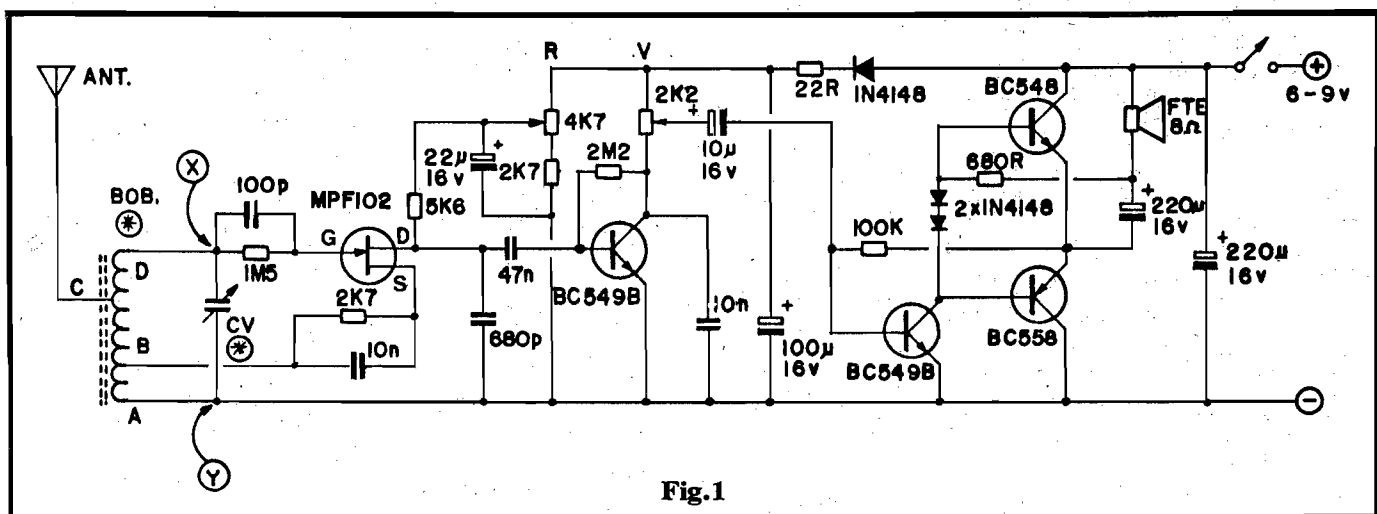 ANT.
R
V
22R
1N4148
BC548
+
6-9v
FTE
8Ω
2K2
+
10μ
16v
4K7
22μ
16v
+
2K7
2M2
680R
2x1N4148
+
220μ
16v
X
100p
MPF102
5K6
BOB.
*
G
D
S
1M5
47n
BC549B
100K
+
220μ
16v
D
C
2K7
CV
*
B
10n
680p
10n
+
100μ
16v
BC549B
BC558
A
-
Y
Fig.1